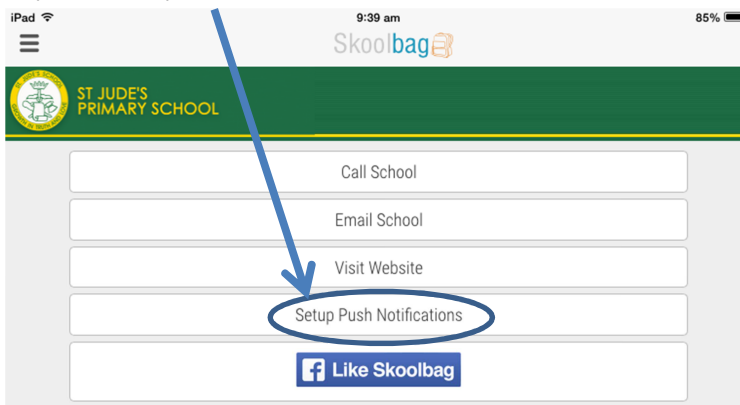 iPad 9:39 am 85%
Skoolbag
ST JUDE'S
PRIMARY SCHOOL
Call School
Email School
Visit Website
Setup Push Notifications
f Like Skoolbag